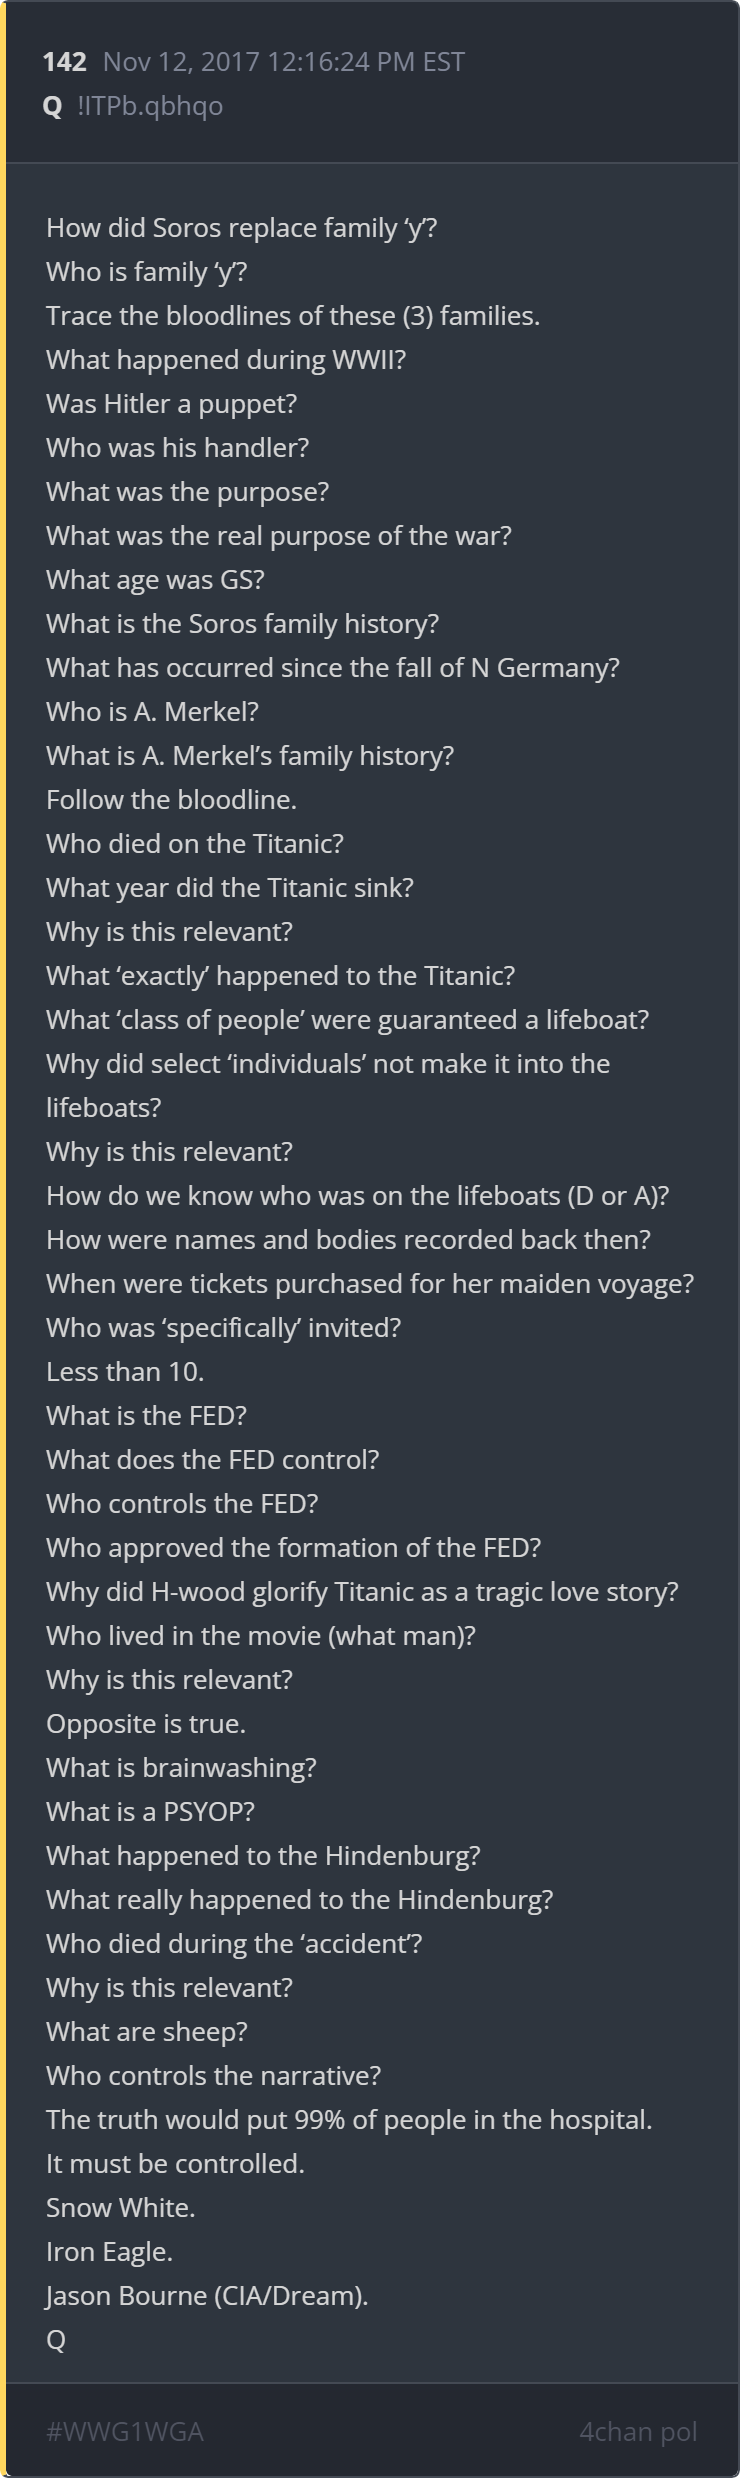 142 Nov 12, 2017 12:16:24 PM EST
Q !ITPb.qbhqo
How did Soros replace family ‘y’?
Who is family ‘y’?
Trace the bloodlines of these (3) families.
What happened during WWII?
Was Hitler a puppet?
Who was his handler?
What was the purpose?
What was the real purpose of the war?
What age was GS?
What is the Soros family history?
What has occurred since the fall of N Germany?
Who is A. Merkel?
What is A. Merkel’s family history?
Follow the bloodline.
Who died on the Titanic?
What year did the Titanic sink?
Why is this relevant?
What ‘exactly’ happened to the Titanic?
What ‘class of people’ were guaranteed a lifeboat?
Why did select ‘individuals’ not make it into the
lifeboats?
Why is this relevant?
How do we know who was on the lifeboats (D or A)?
How were names and bodies recorded back then?
When were tickets purchased for her maiden voyage?
Who was ‘specifically’ invited?
Less than 10.
What is the FED?
What does the FED control?
Who controls the FED?
Who approved the formation of the FED?
Why did H-wood glorify Titanic as a tragic love story?
Who lived in the movie (what man)?
Why is this relevant?
Opposite is true.
What is brainwashing?
What is a PSYOP?
What happened to the Hindenburg?
What really happened to the Hindenburg?
Who died during the ‘accident’?
Why is this relevant?
What are sheep?
Who controls the narrative?
The truth would put 99% of people in the hospital.
It must be controlled.
Snow White.
Iron Eagle.
Jason Bourne (CIA/Dream).
Q
#WWG1WGA 4chan pol